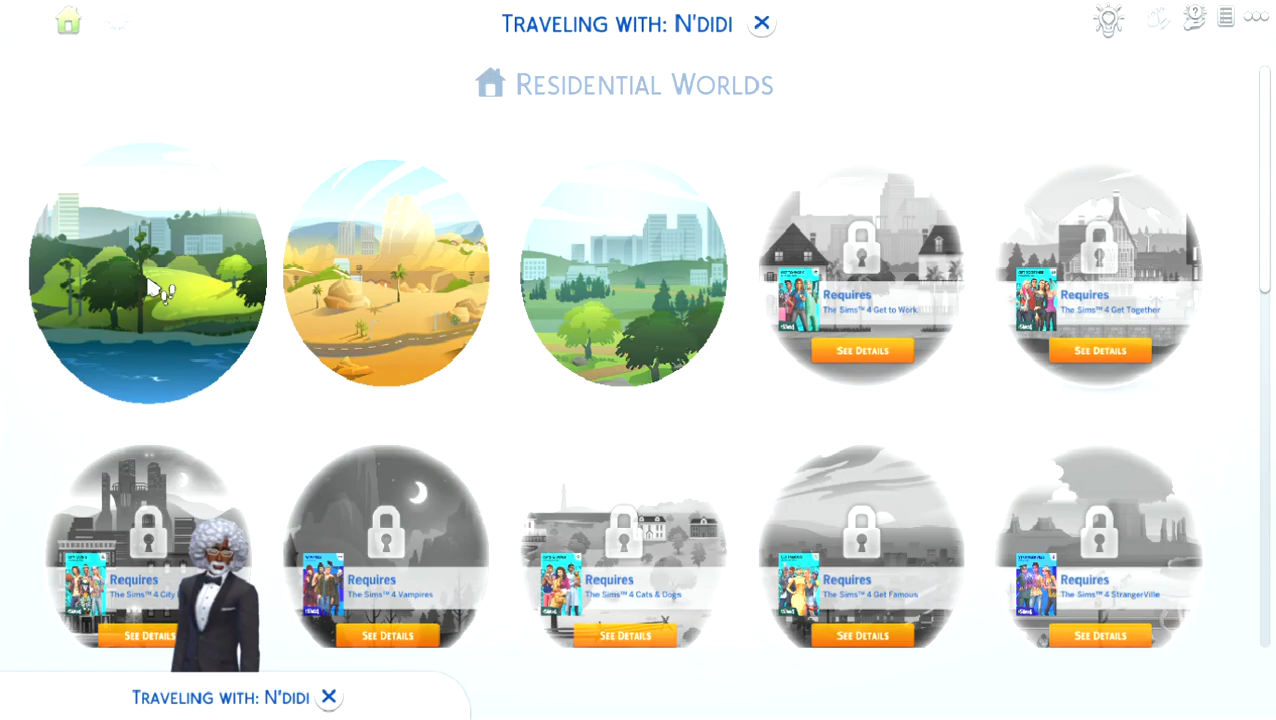 TRAVELING WITH: N'DIDI
RESIDENTIAL WORLDS
Requires
The Sims™ 4 Get to Work
SEE DETAILS
Requires
The Sims™ 4 Get Together
SEE DETAILS
Requires
The Sims™ 4 City
SEE DETAILS
Requires
The Sims™ 4 Vampires
SEE DETAILS
Requires
The Sims™ 4 Cats & Dogs
SEE DETAILS
Requires
The Sims™ 4 Get Famous
SEE DETAILS
Requires
The Sims™ 4 StrangerVille
SEE DETAILS
TRAVELING WITH: N'DIDI